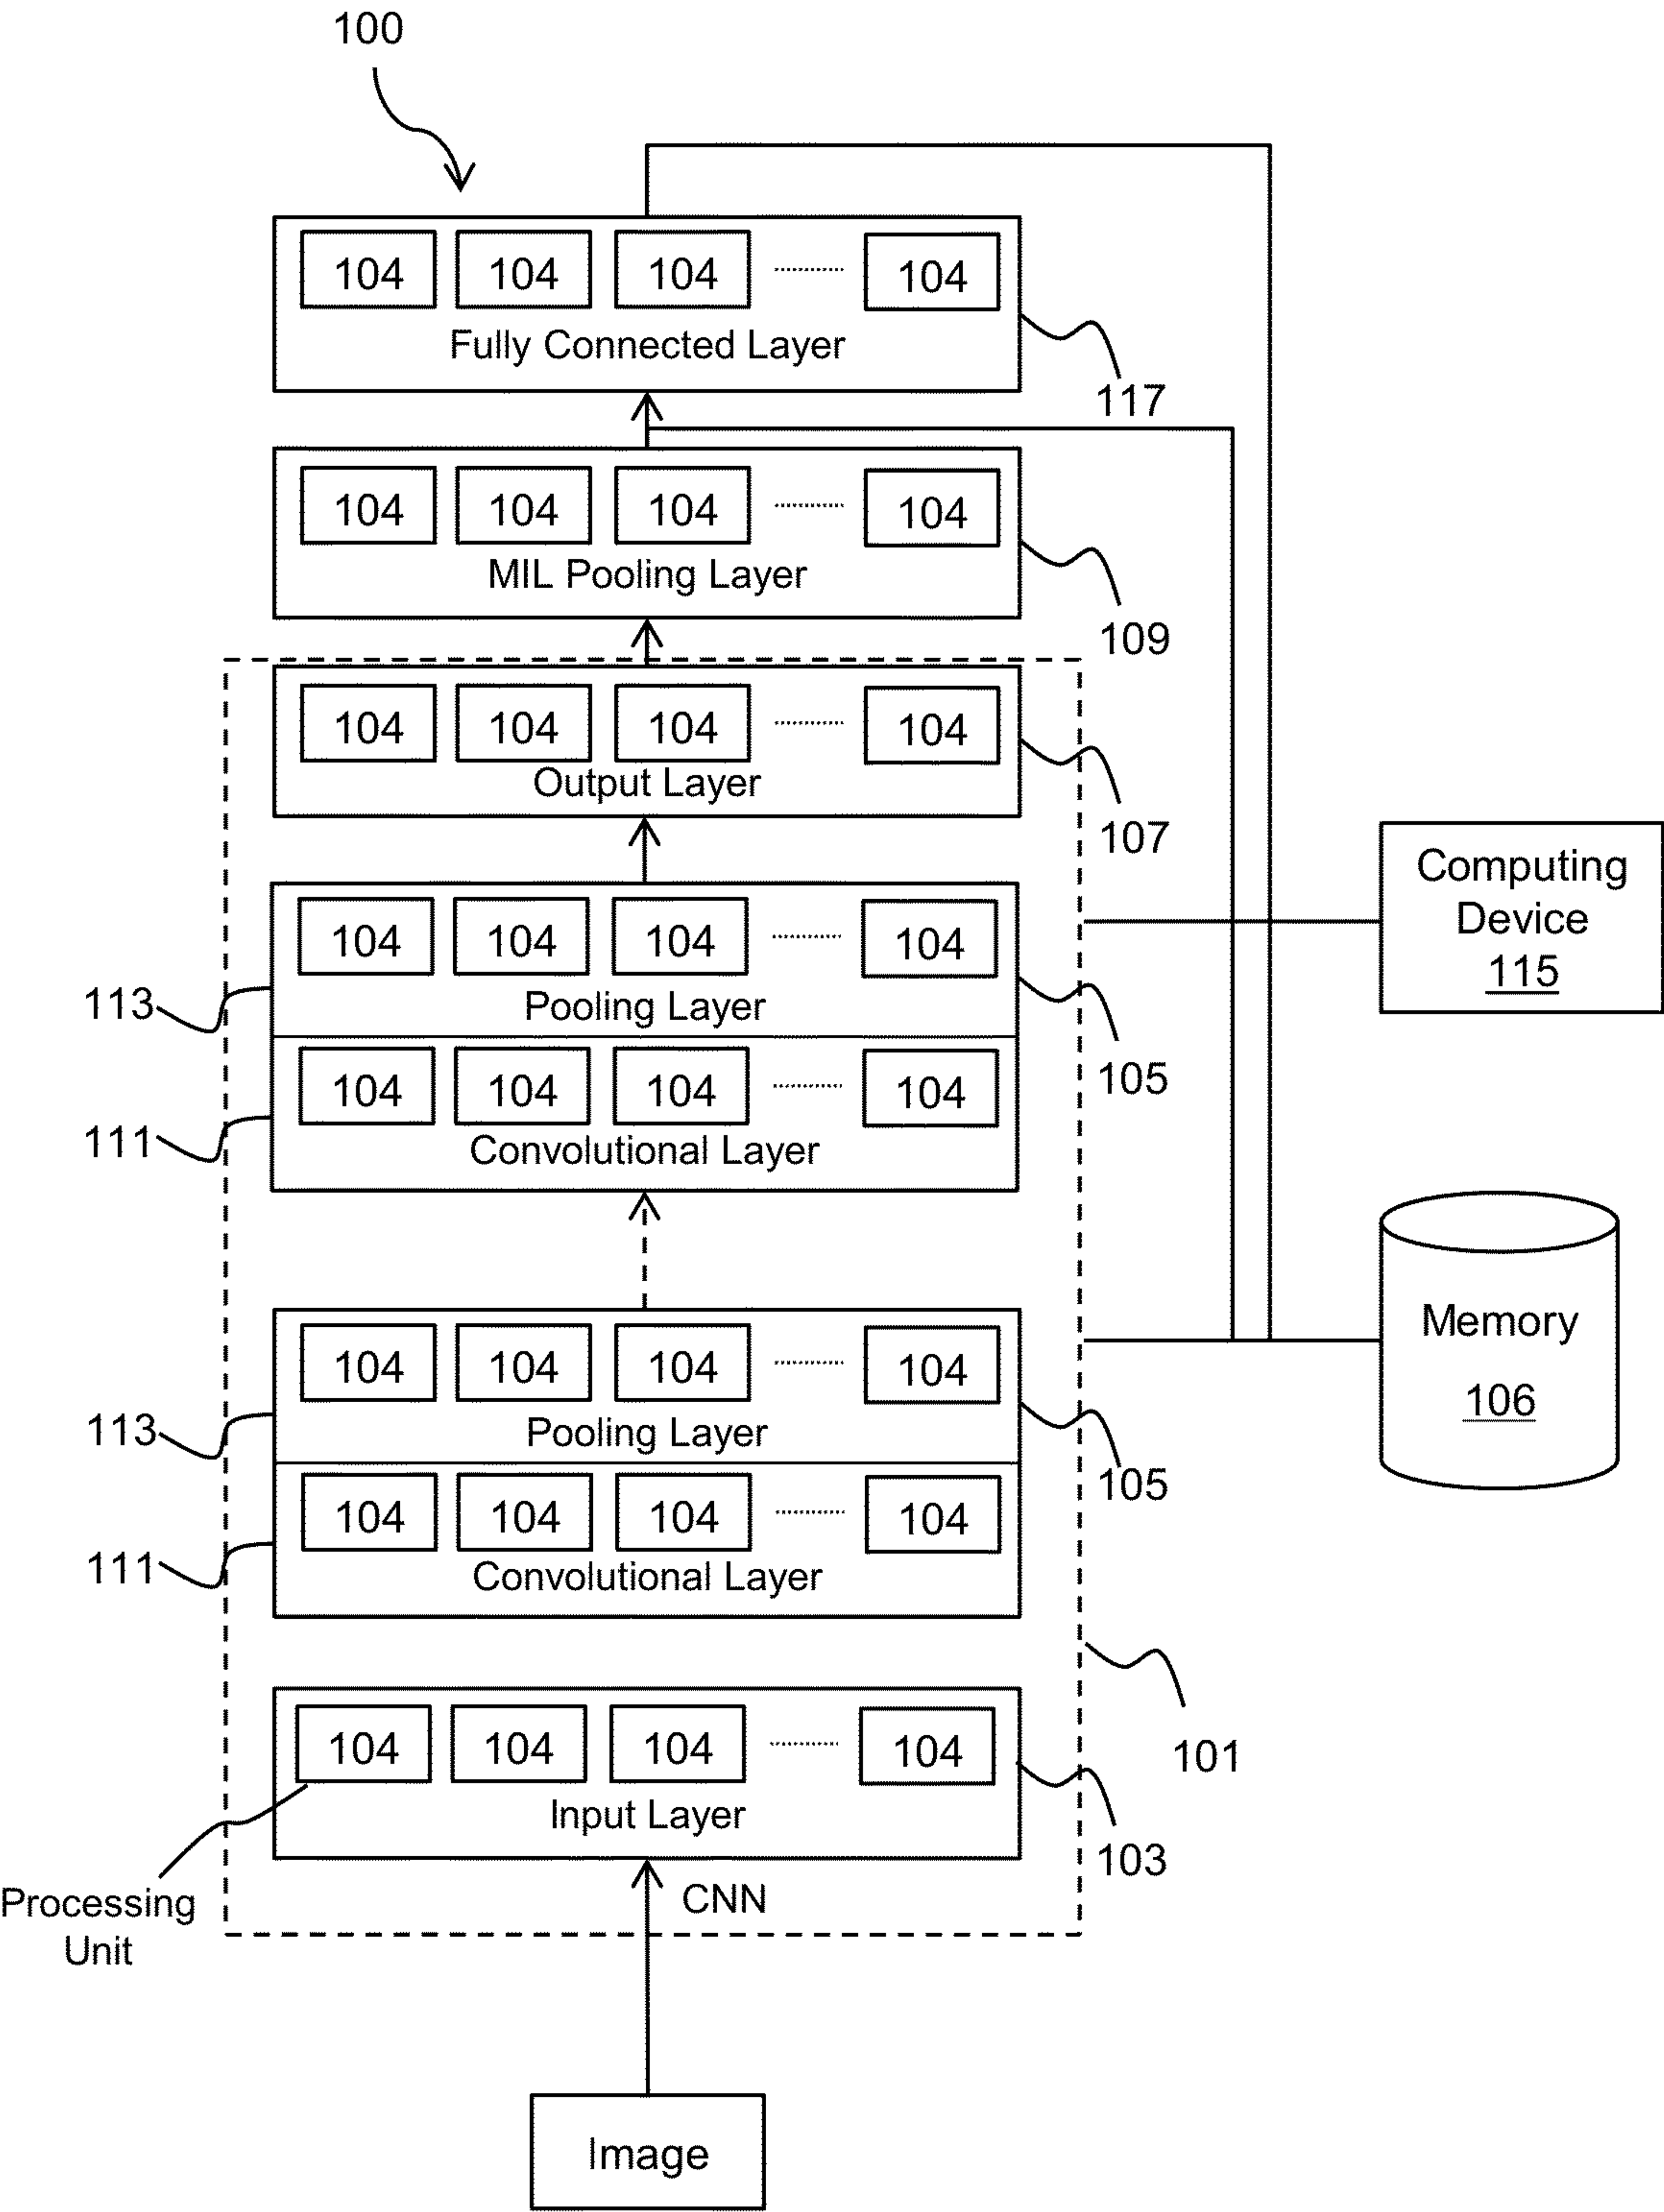 100
104 104 104 104
Fully Connected Layer
117
104 104 104 104
MIL Pooling Layer
109
104 104 104 104
Output Layer
107
Computing
Device
115
104 104 104 104
113
Pooling Layer
105
104 104 104 104
111
Convolutional Layer
Memory
106
104 104 104 104
113
Pooling Layer
105
104 104 104 104
111
Convolutional Layer
101
104 104 104 104
Input Layer
103
Processing
Unit
CNN
Image